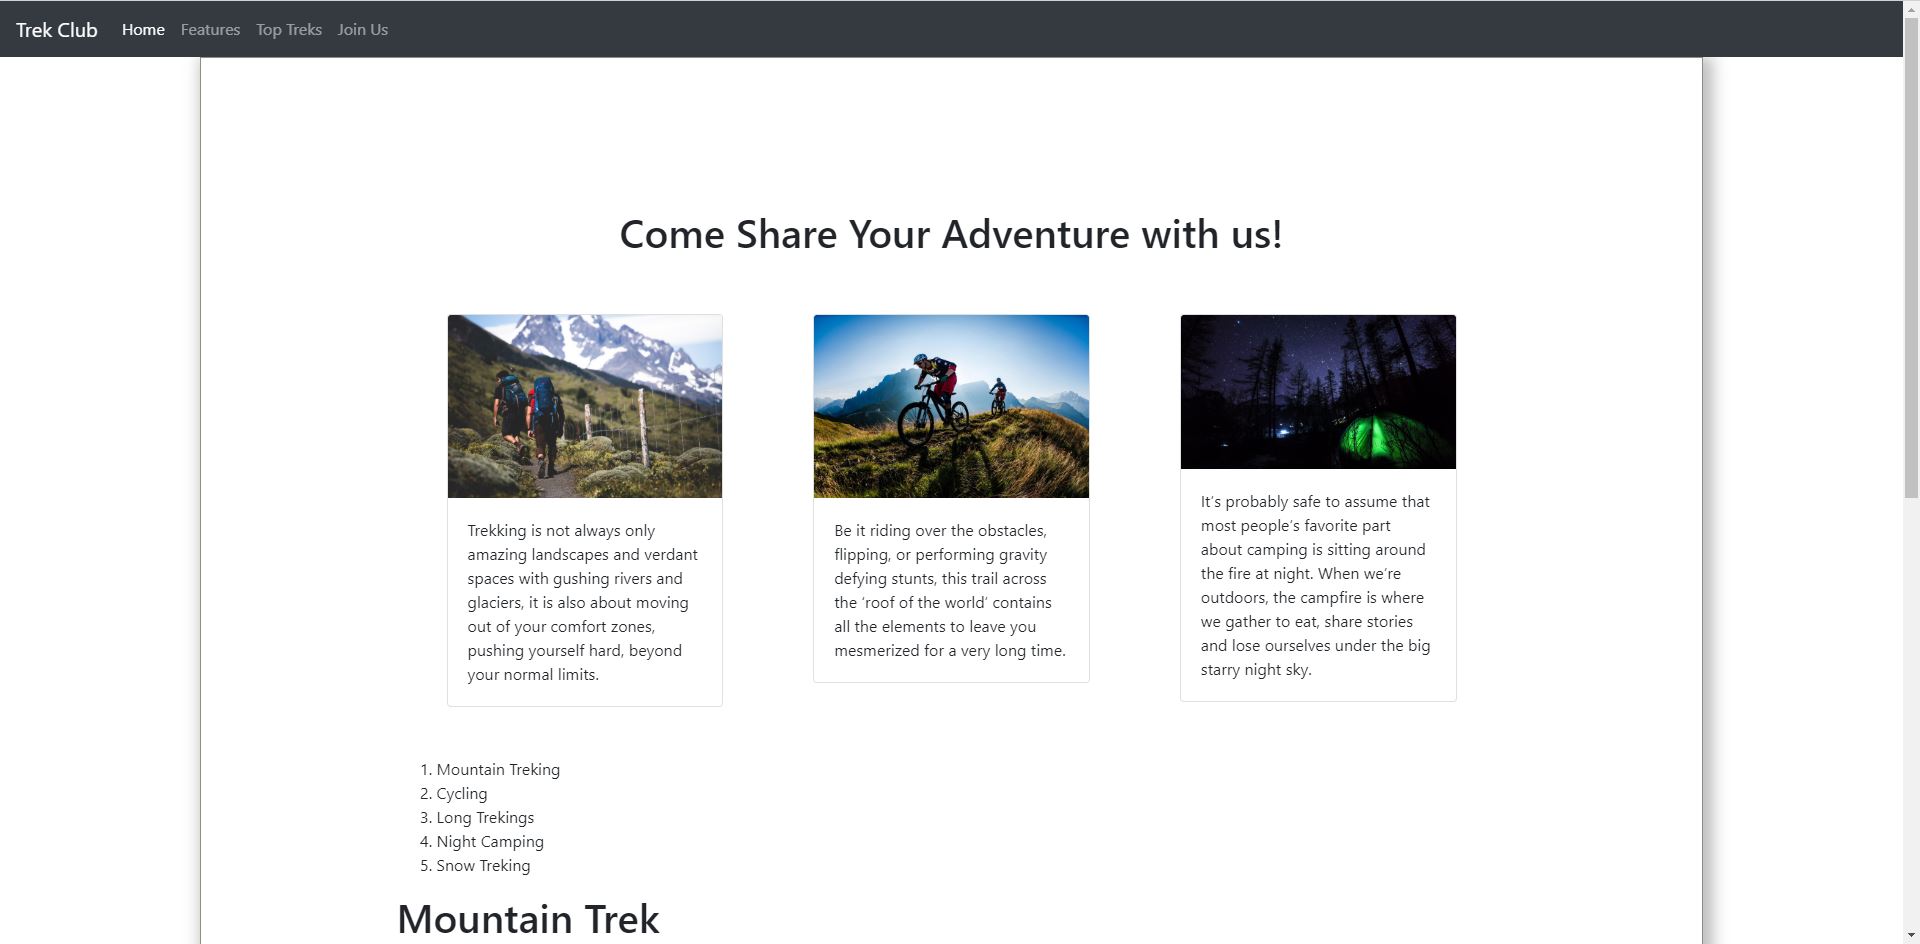 Trek Club Home Features Top Treks Join Us
Come Share Your Adventure with us!
Trekking is not always only
amazing landscapes and verdant
spaces with gushing rivers and
glaciers, it is also about moving
out of your comfort zones,
pushing yourself hard, beyond
your normal limits.
Be it riding over the obstacles,
flipping, or performing gravity
defying stunts, this trail across
the ‘roof of the world’ contains
all the elements to leave you
mesmerized for a very long time.
It’s probably safe to assume that
most people’s favorite part
about camping is sitting around
the fire at night. When we’re
outdoors, the campfire is where
we gather to eat, share stories
and lose ourselves under the big
starry night sky.
1. Mountain Treking
2. Cycling
3. Long Trekings
4. Night Camping
5. Snow Treking
Mountain Trek